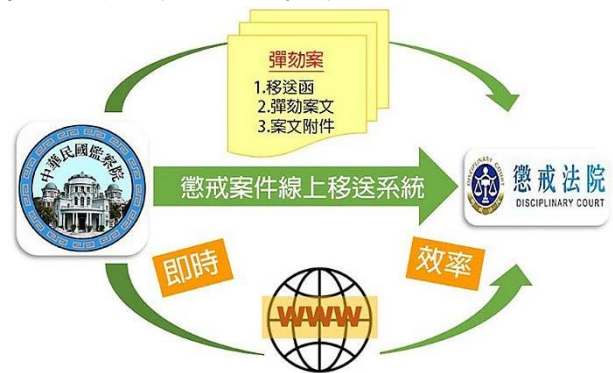 彈劾案
1.移送函
2.彈劾案文
3.案文附件
中華民國監察院
懲戒案件線上移送系統
DISCIPLINARY COURT
懲戒法院
DISCIPLINARY COURT
即時
效率
WWW